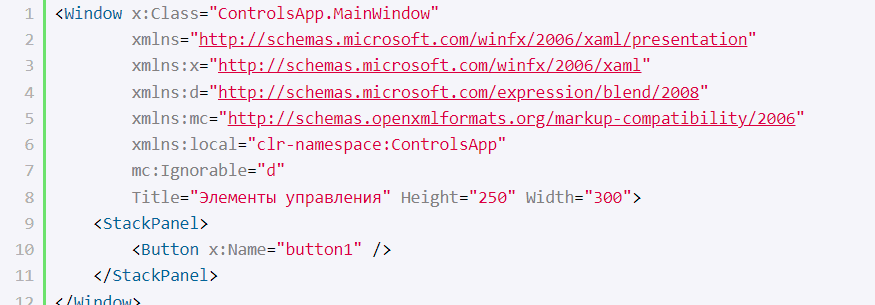 1 <Window x:Class="ControlsApp.MainWindow"
2 xmlns="http://schemas.microsoft.com/winfx/2006/xaml/presentation"
3 xmlns:x="http://schemas.microsoft.com/winfx/2006/xaml"
4 xmlns:d="http://schemas.microsoft.com/expression/blend/2008"
5 xmlns:mc="http://schemas.openxmlformats.org/markup-compatibility/2006"
6 xmlns:local="clr-namespace:ControlsApp"
7 mc:Ignorable="d"
8 Title="Элементы управления" Height="250" Width="300">
9 <StackPanel>
10 <Button x:Name="button1" />
11 </StackPanel>
12 </Window>